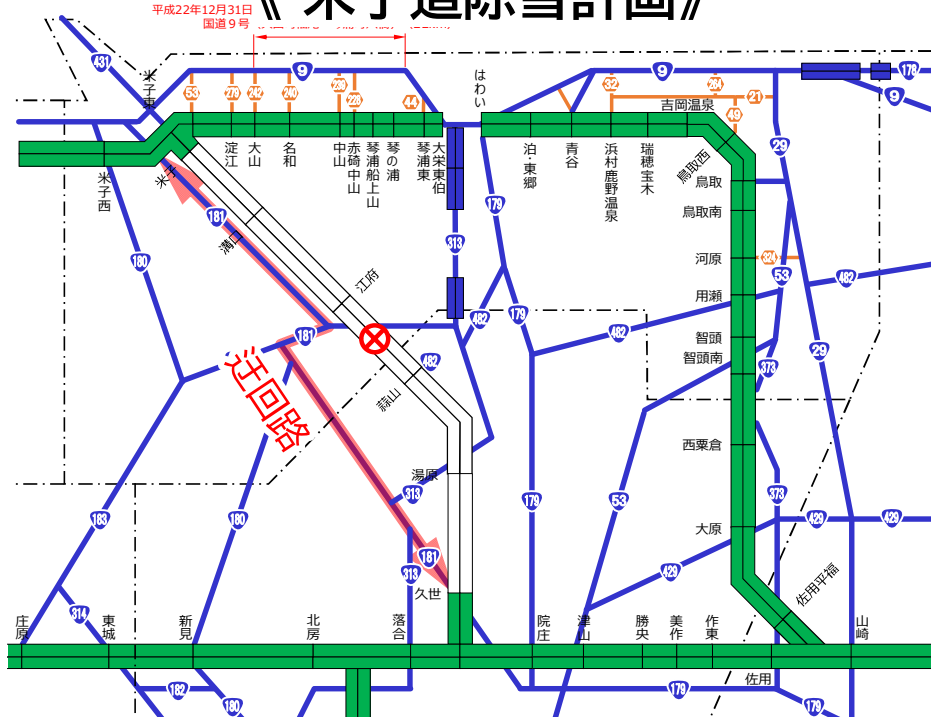 《 米子道除雪計画》
平成22年12月31日
国道９号
431
9
9
178
9
53
279
242
240
44
32
21
49
米子東
はわい
吉岡温泉
淀江
大山
名和
中山
赤碕中山
琴浦船上山
琴の浦
琴浦東
大栄東伯
泊・東郷
青谷
浜村鹿野温泉
瑞穂宝木
鳥取西
29
米子西
米子
鳥取
鳥取南
181
179
溝口
313
180
河原
324
53
482
江府
用瀬
482
179
181
482
智頭
智頭南
29
482
373
迂回路
蒜山
西粟倉
湯原
313
179
53
373
183
180
429
429
大原
181
313
429
久世
佐用平福
314
庄原
東城
新見
北房
落合
院庄
津山
勝央
美作
作東
山崎
佐用
182
180
179
179